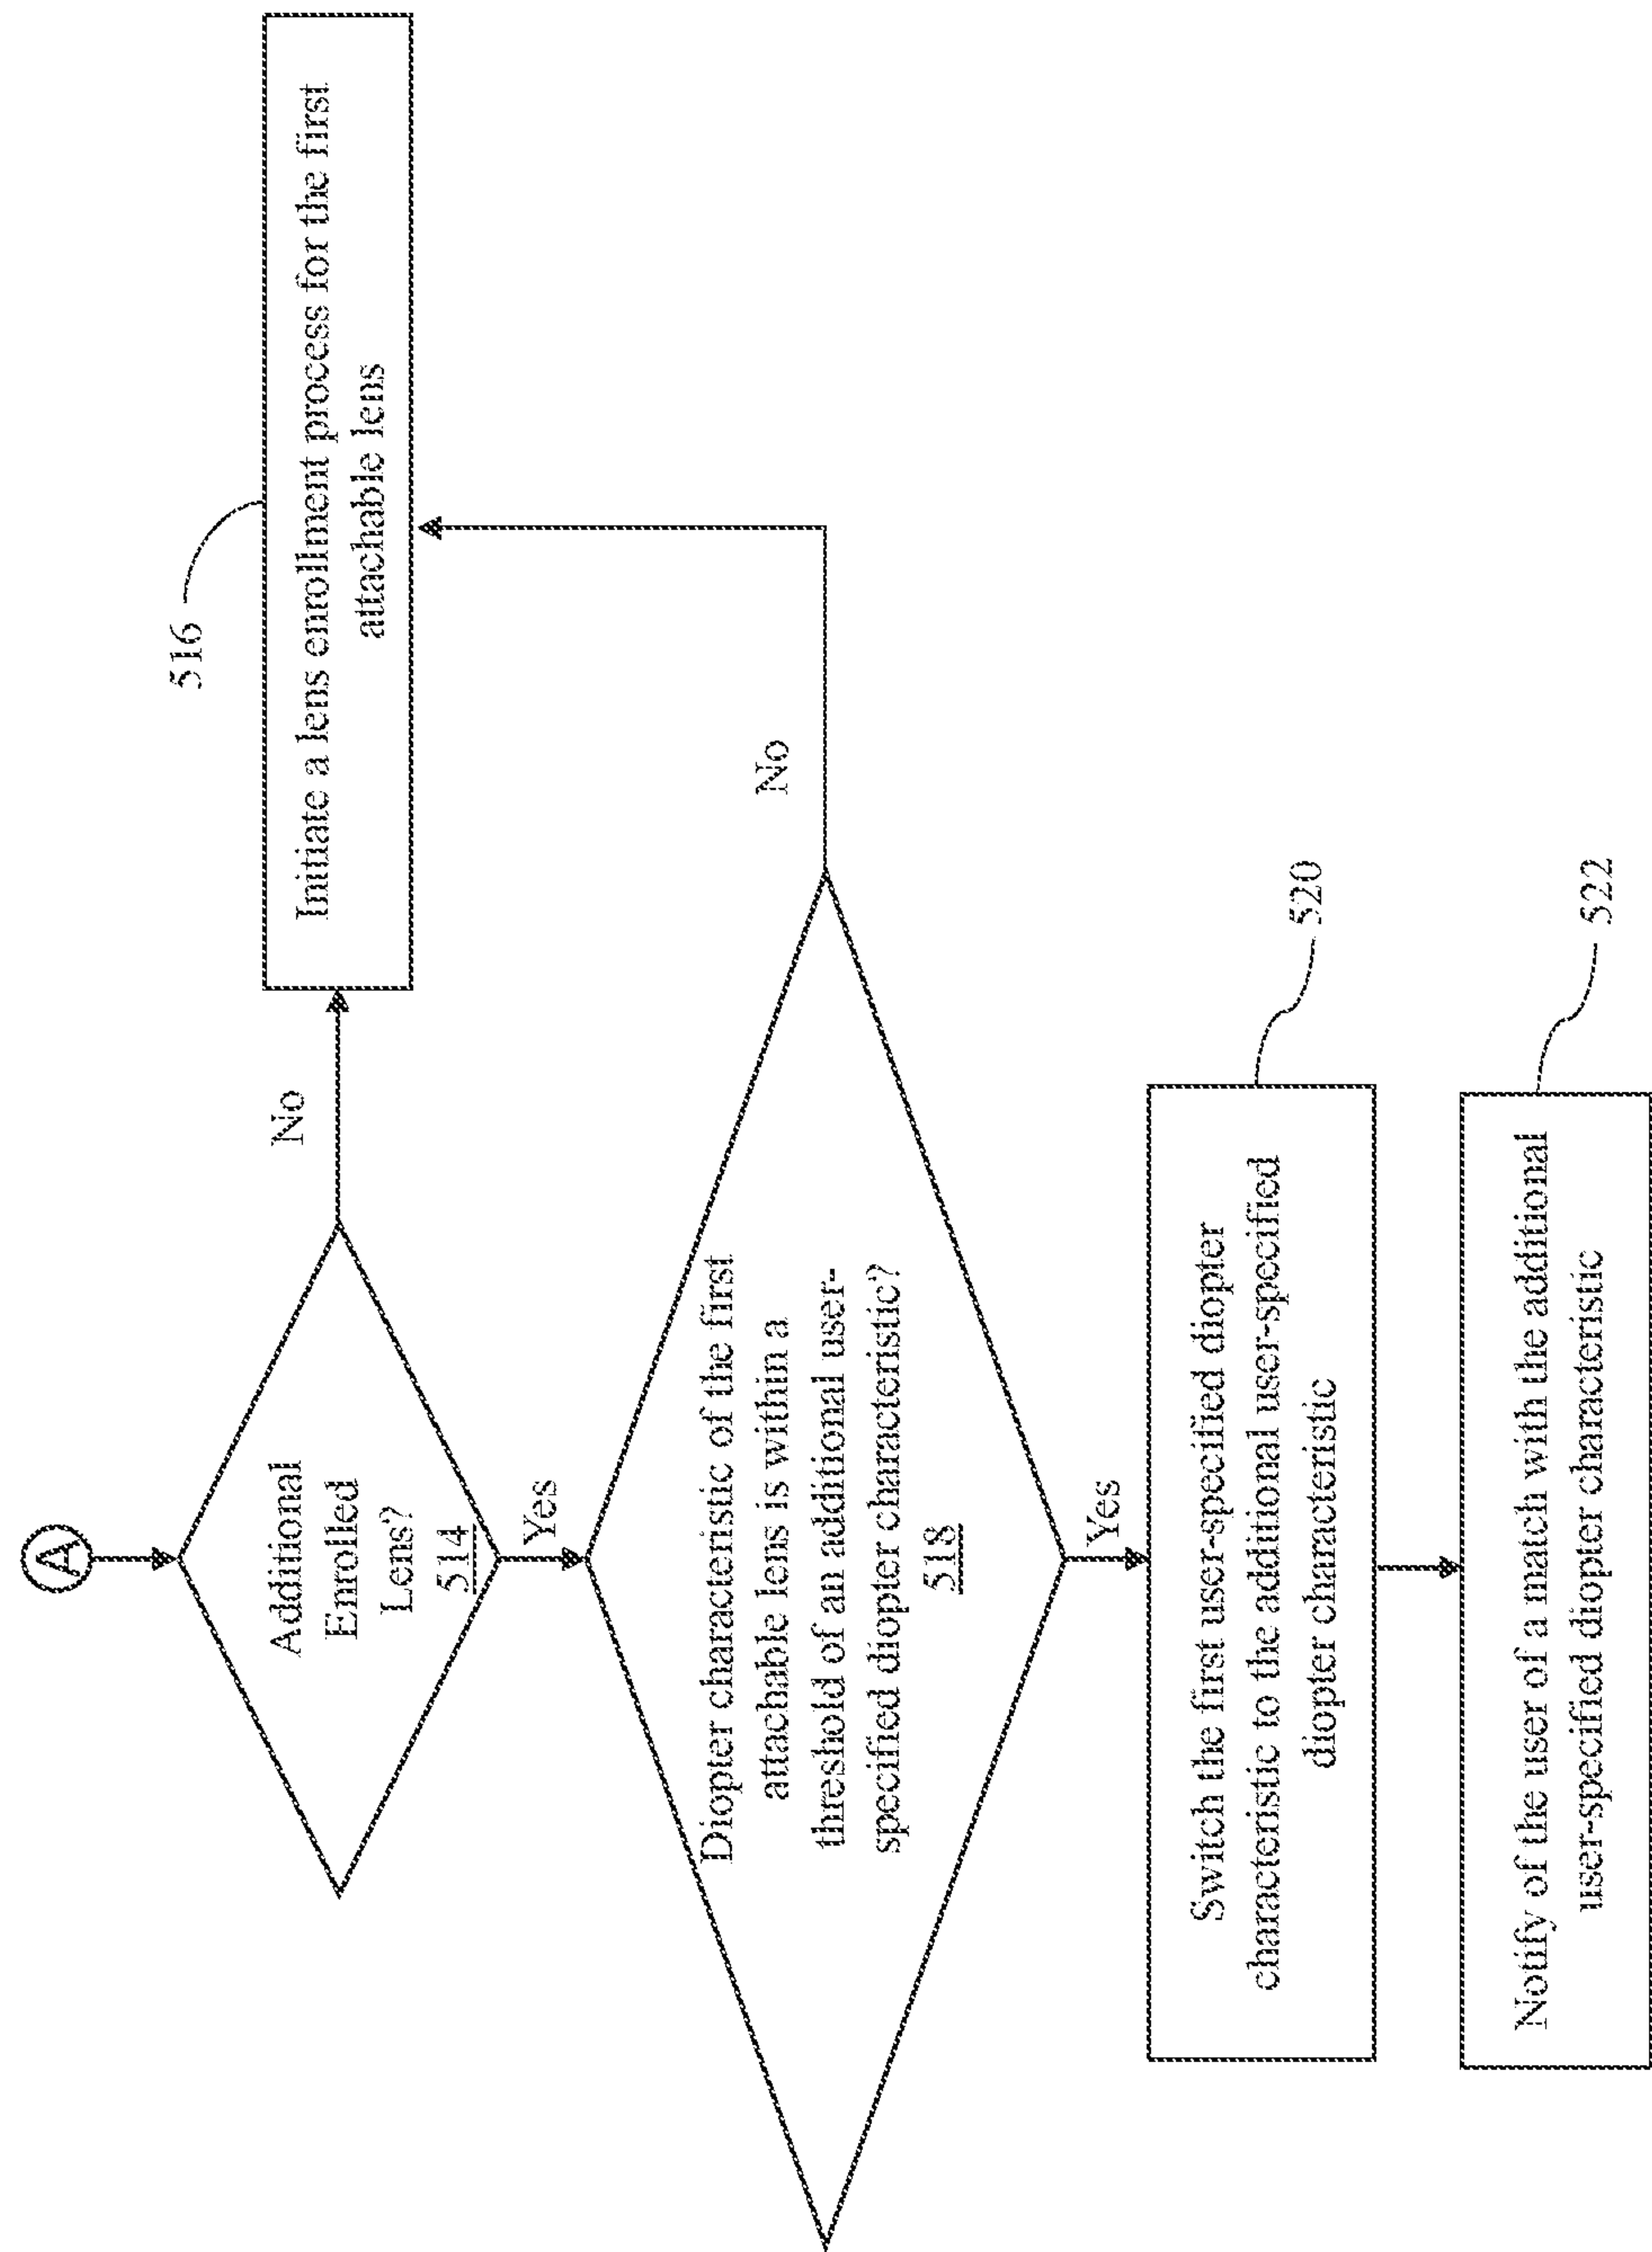 A
Additional
Enrolled
Lens?
514
No
516
Initiate a lens enrollment process for the first
attachable lens
Yes
Diopter characteristic of the first
attachable lens is within a
threshold of an additional user-
specified diopter characteristic?
518
No
Yes
520
Switch the first user-specified diopter
characteristic to the additional user-specified
diopter characteristic
522
Notify of the user of a match with the additional
user-specified diopter characteristic